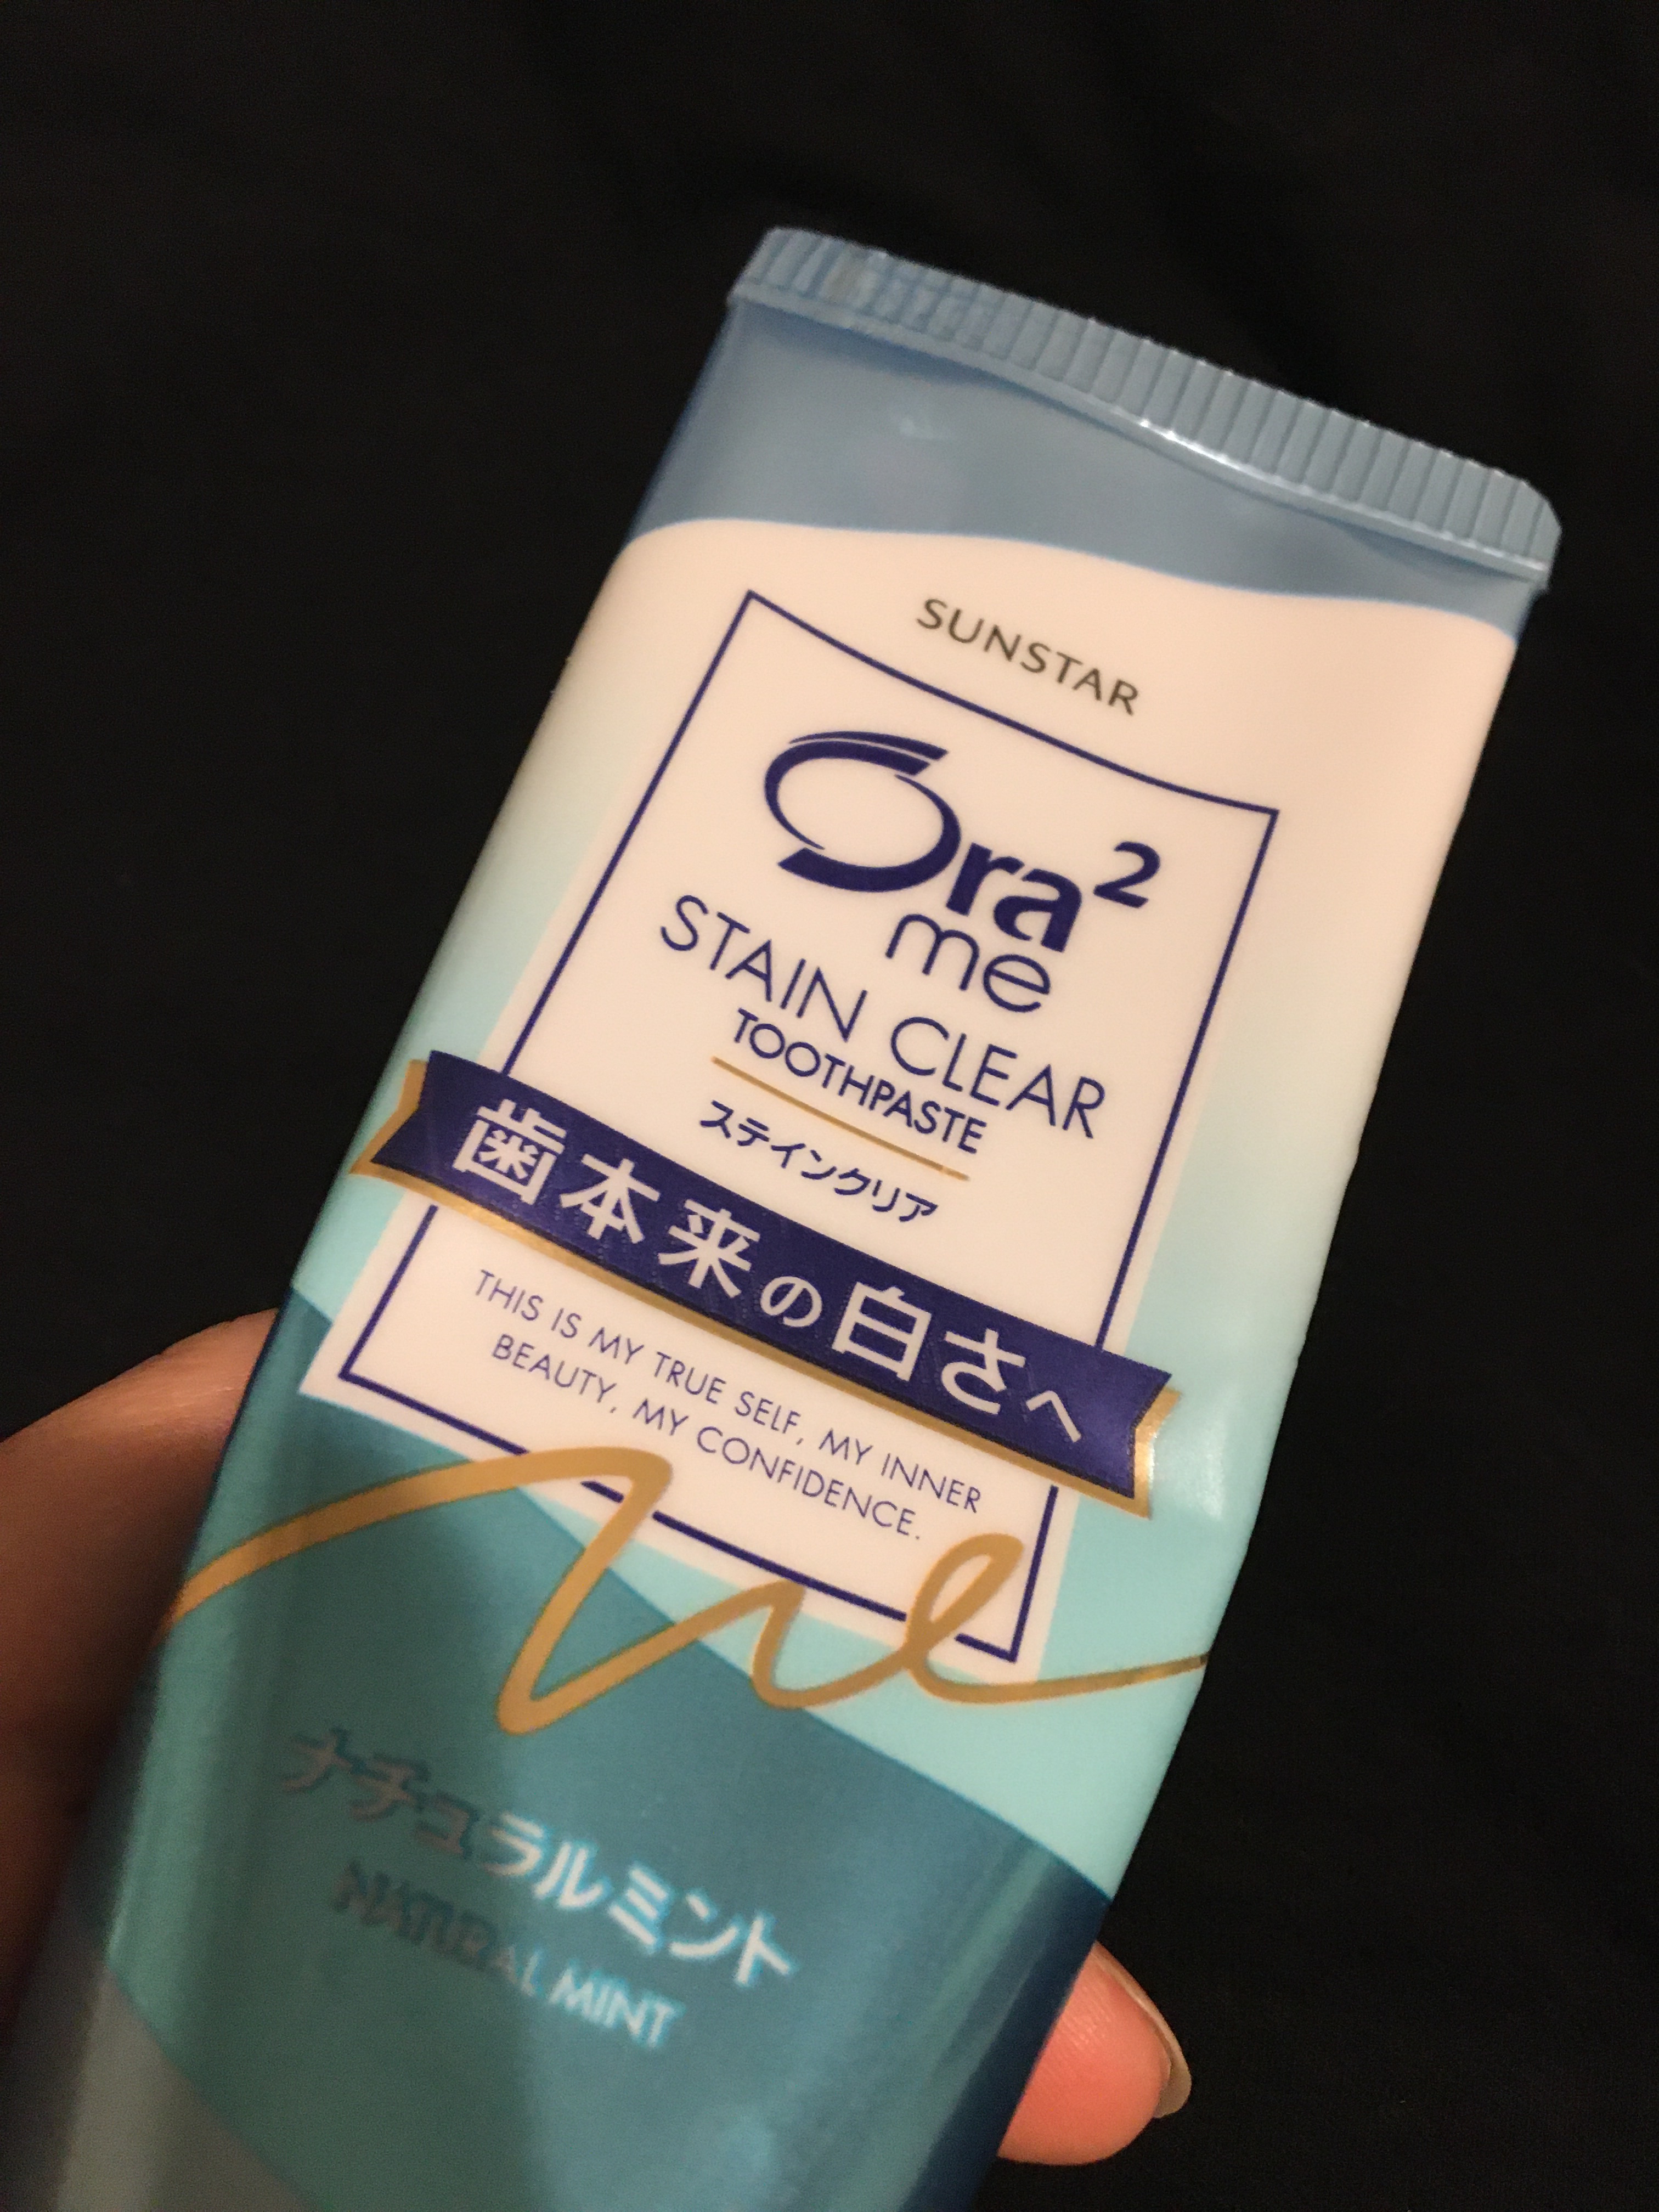 SUNSTAR
Ora²
me
STAIN CLEAR
TOOTHPASTE
ステインクリア
歯本来の白さへ
THIS IS MY TRUE SELF, MY INNER
BEAUTY, MY CONFIDENCE.
me
ナチュラルミント
NATURAL MINT